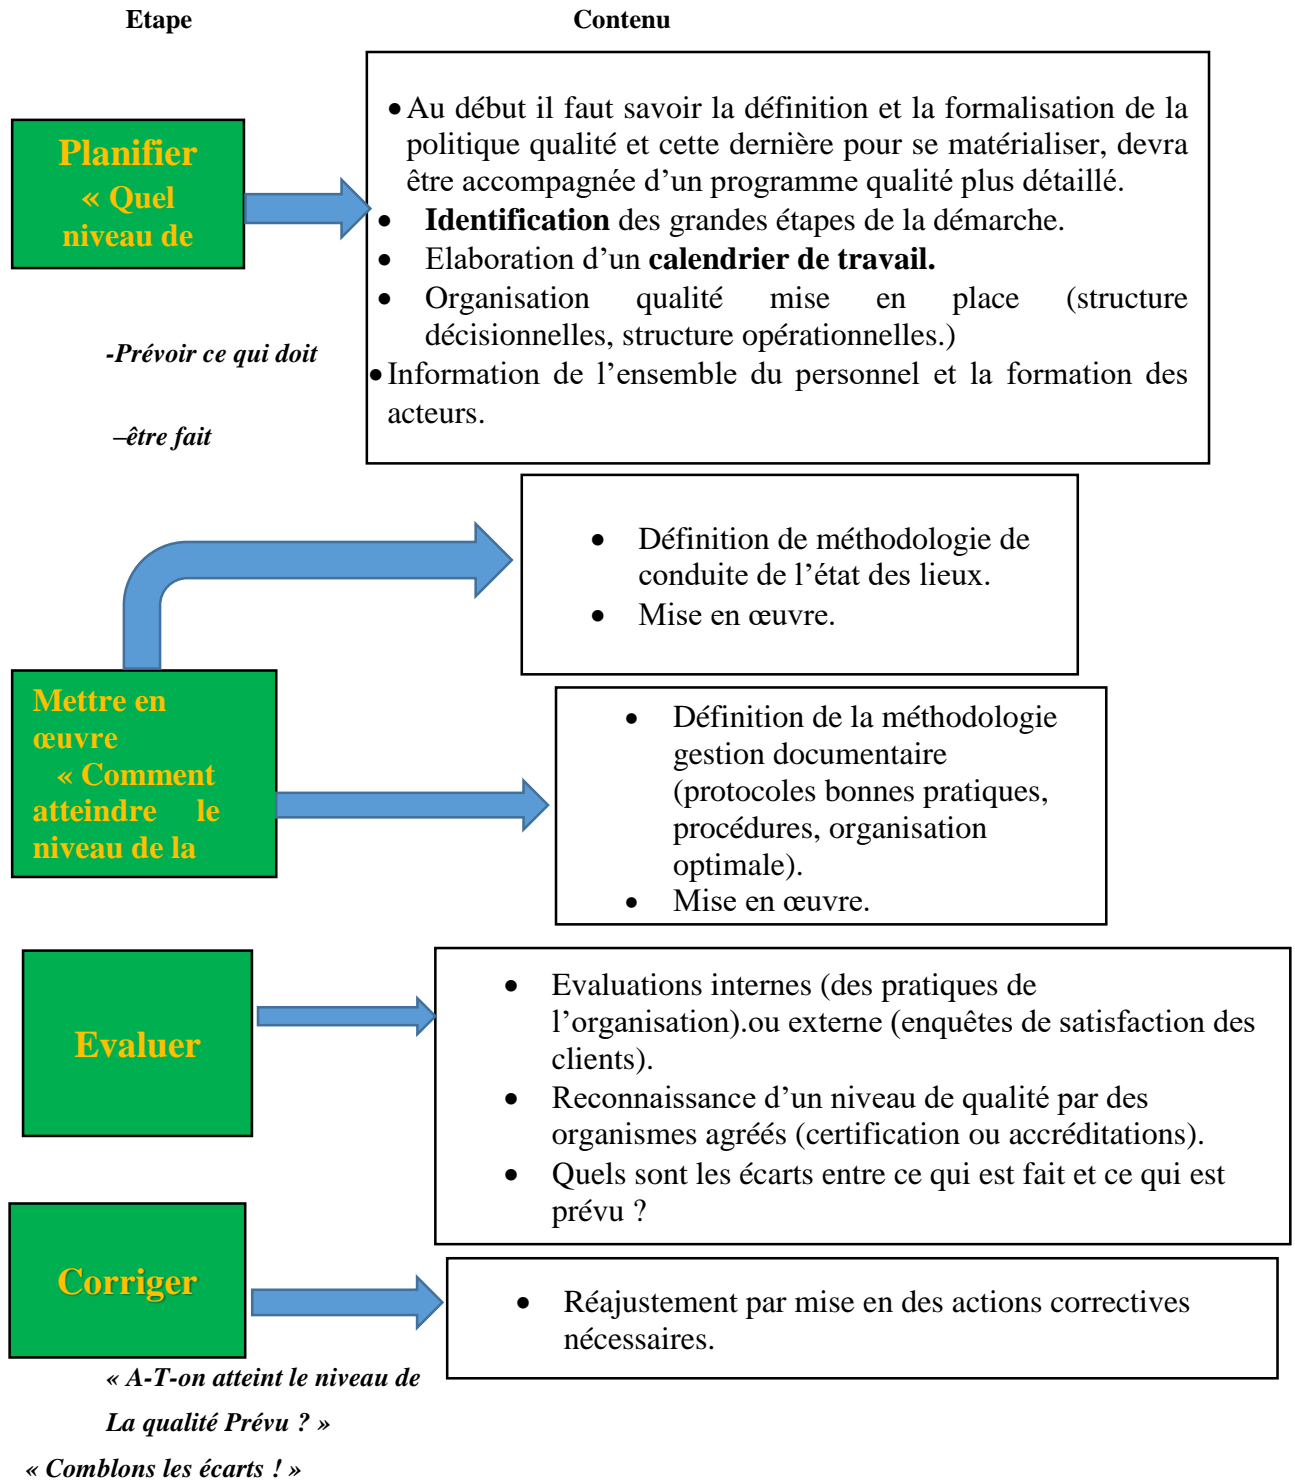 Etape
Contenu
Planifier
« Quel
niveau de
• Au début il faut savoir la définition et la formalisation de la
politique qualité et cette dernière pour se matérialiser, devra
être accompagnée d’un programme qualité plus détaillé.
• Identification des grandes étapes de la démarche.
• Elaboration d’un calendrier de travail.
• Organisation qualité mise en place (structure
décisionnelles, structure opérationnelles.)
• Information de l’ensemble du personnel et la formation des
acteurs.
-Prévoir ce qui doit
–être fait
• Définition de méthodologie de
conduite de l’état des lieux.
• Mise en œuvre.
Mettre en
œuvre
« Comment
atteindre le
niveau de la
• Définition de la méthodologie
gestion documentaire
(protocoles bonnes pratiques,
procédures, organisation
optimale).
• Mise en œuvre.
Evaluer
• Evaluations internes (des pratiques de
l’organisation).ou externe (enquêtes de satisfaction des
clients).
• Reconnaissance d’un niveau de qualité par des
organismes agréés (certification ou accréditations).
• Quels sont les écarts entre ce qui est fait et ce qui est
prévu ?
Corriger
• Réajustement par mise en des actions correctives
nécessaires.
« A-T-on atteint le niveau de
La qualité Prévu ? »
« Comblons les écarts ! »